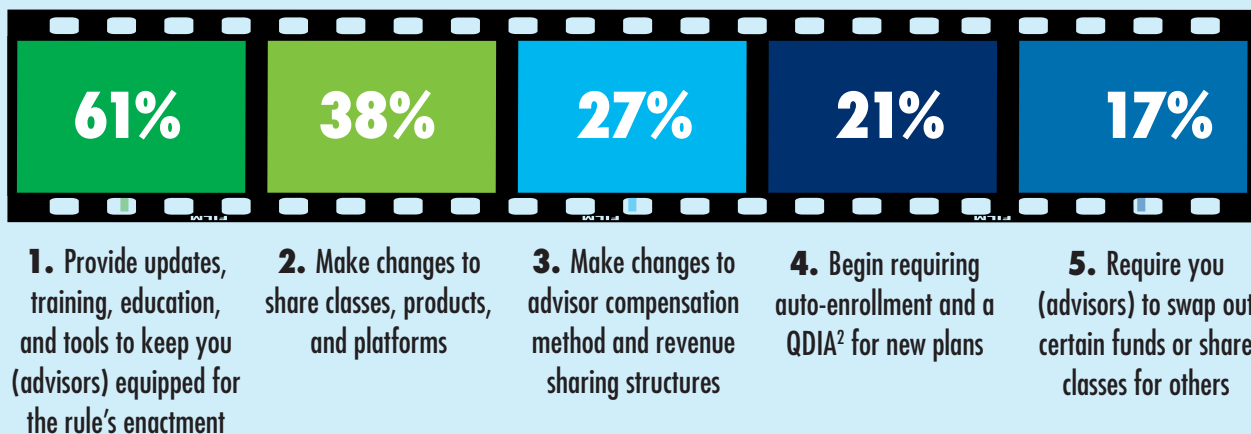 61%
38%
27%
21%
17%
1. Provide updates,
training, education,
and tools to keep you
(advisors) equipped for
the rule's enactment
2. Make changes to
share classes, products,
and platforms
3. Make changes to
advisor compensation
method and revenue
sharing structures
4. Begin requiring
auto-enrollment and a
QDIA² for new plans
5. Require you
(advisors) to swap out
certain funds or share
classes for others